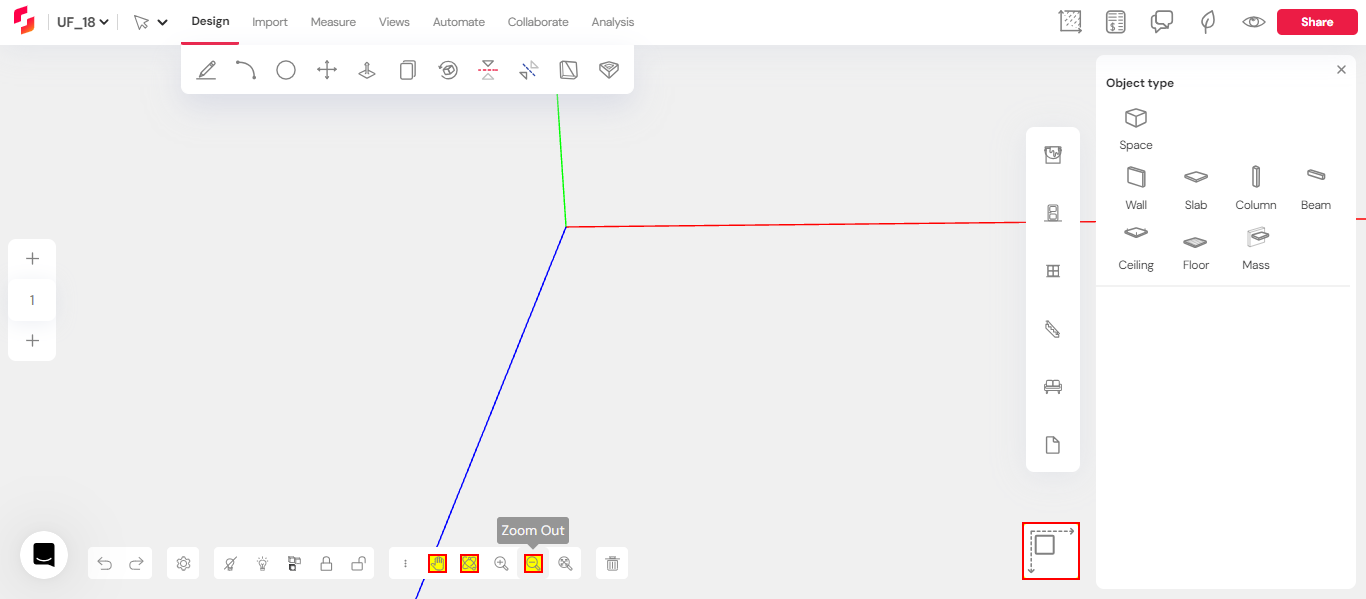 UF_18
Design
Import
Measure
Views
Automate
Collaborate
Analysis
Share
Object type
Space
Wall
Slab
Column
Beam
Ceiling
Floor
Mass
1
Zoom Out